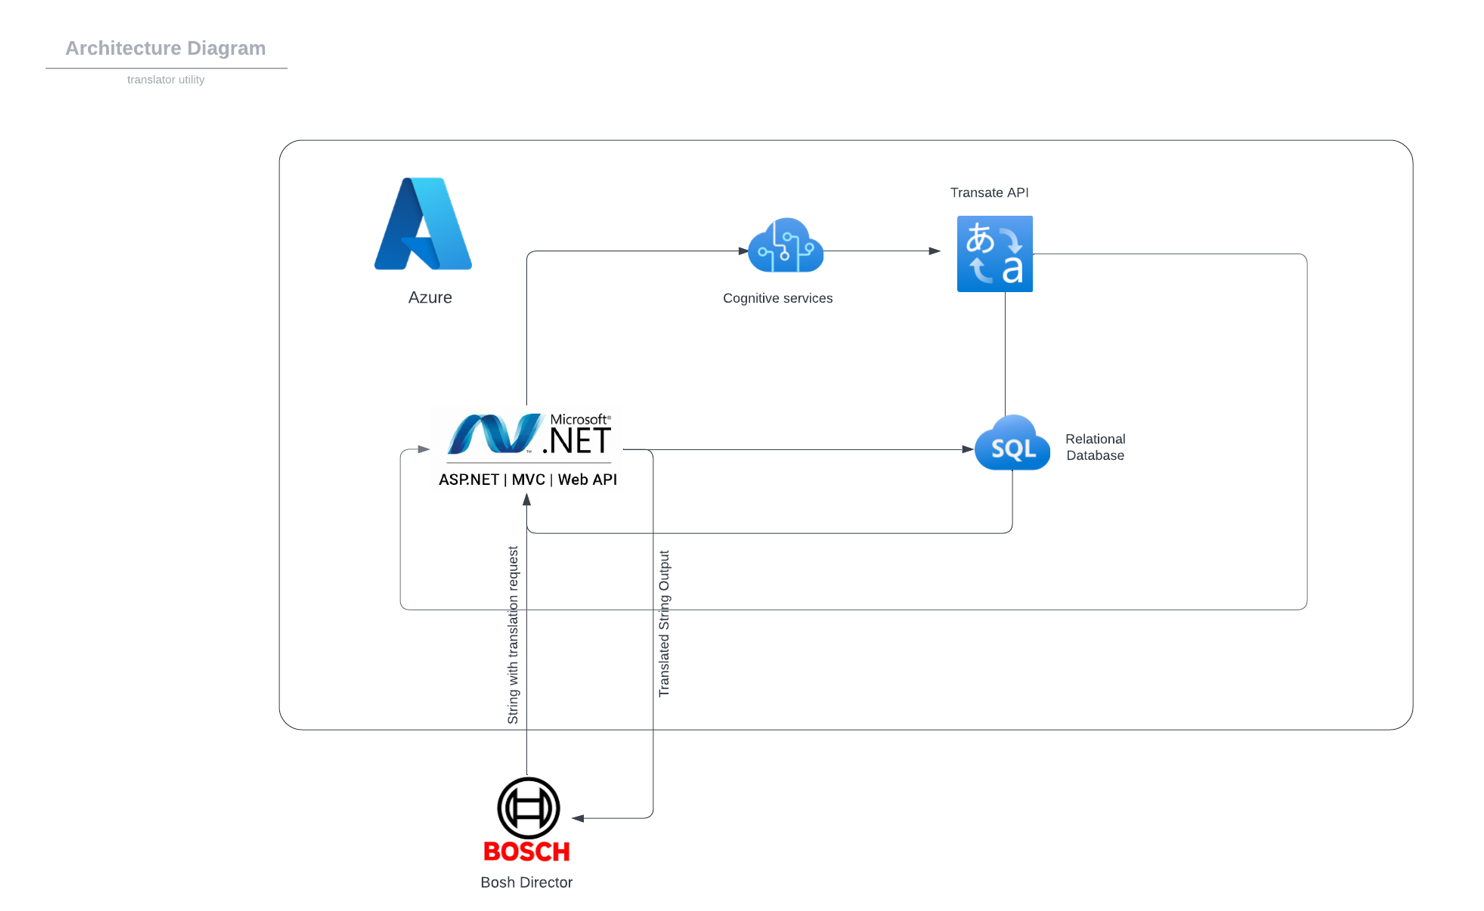 Architecture Diagram
translator utility
Transate API
あ
a
Azure
Cognitive services
Microsoft®
.NET
™
ASP.NET | MVC | Web API
SQL
Relational
Database
String with translation request
Translated String Output
BOSCH
Bosh Director